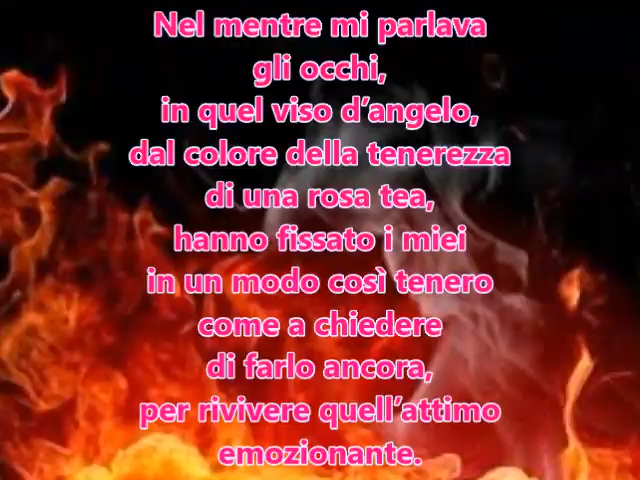 Nel mentre mi parlava
gli occhi,
in quel viso d’angelo,
dal colore della tenerezza
di una rosa tea,
hanno fissato i miei
in un modo così tenero
come a chiedere
di farlo ancora,
per rivivere quell’attimo
emozionante.